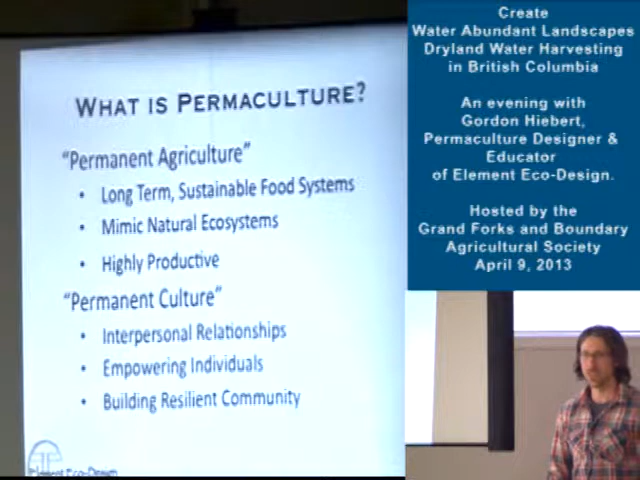 WHAT IS PERMACULTURE?
"Permanent Agriculture"
• Long Term, Sustainable Food Systems
• Mimic Natural Ecosystems
• Highly Productive
"Permanent Culture"
• Interpersonal Relationships
• Empowering Individuals
• Building Resilient Community
Element Eco-Design
Create
Water Abundant Landscapes
Dryland Water Harvesting
in British Columbia
An evening with
Gordon Hiebert,
Permaculture Designer &
Educator
of Element Eco-Design.
Hosted by the
Grand Forks and Boundary
Agricultural Society
April 9, 2013